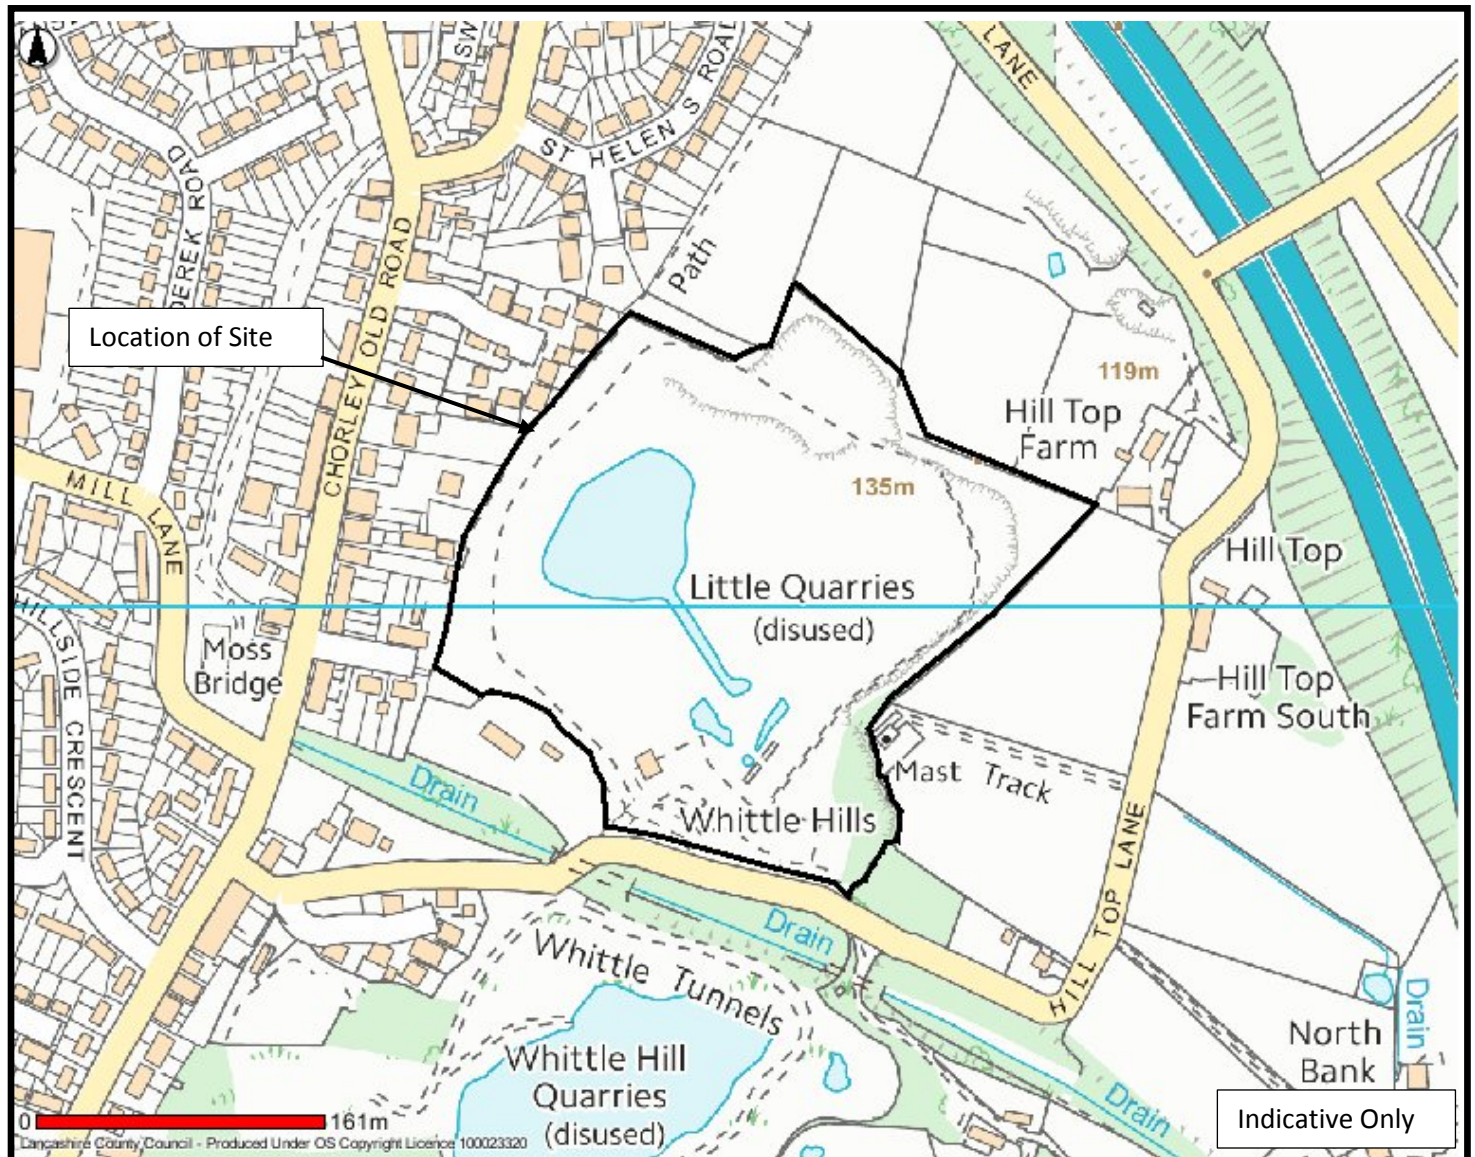 SW
ST HELEN S ROAD
LANE
DEREK ROAD
CHORLEY OLD ROAD
Path
Location of Site
119m
Hill Top
Farm
MILL LANE
135m
Hill Top
Little Quarries
(disused)
Moss
Bridge
HILLSIDE CRESCENT
Hill Top
Farm South
Drain
Mast
Track
Whittle Hills
HILL TOP LANE
Drain
Whittle Tunnels
Drain
North
Bank
Whittle Hill
Quarries
(disused)
Drain
Indicative Only
0
161m
Lancashire County Council - Produced Under OS Copyright Licence 100023320